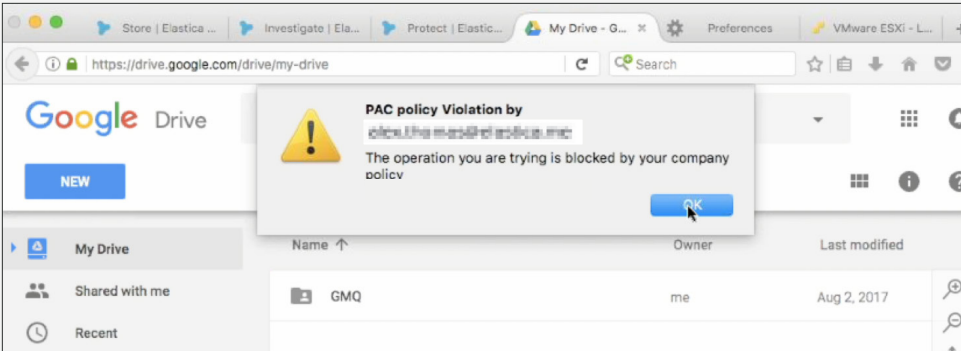 Store | Elastica ...
Investigate | Ela...
Protect | Elastic...
My Drive - G...
Preferences
VMware ESXi - L...
https://drive.google.com/drive/my-drive
Search
Google Drive
PAC policy Violation by
The operation you are trying is blocked by your company
policy
OK
NEW
My Drive
Name
Owner
Last modified
Shared with me
GMQ
me
Aug 2, 2017
Recent